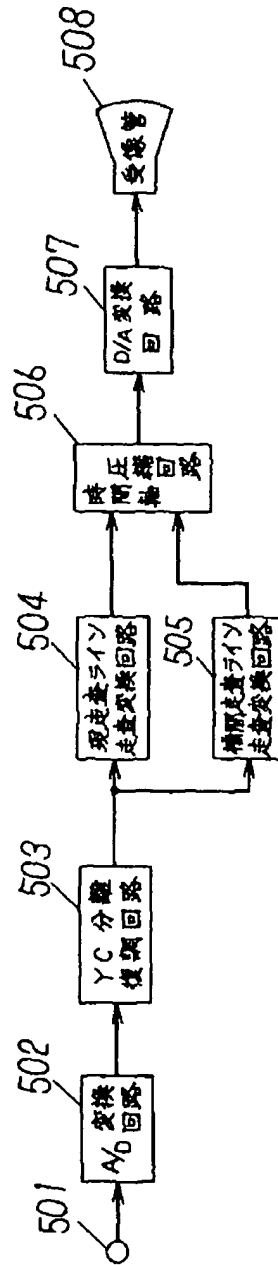 501
502
A/D
変換
回路
503
YC分離
復調回路
504
現走査ライン
走査変換回路
505
補間走査ライン
走査変換回路
506
時間軸
圧縮
回路
507
D/A変換
回路
508
受像管